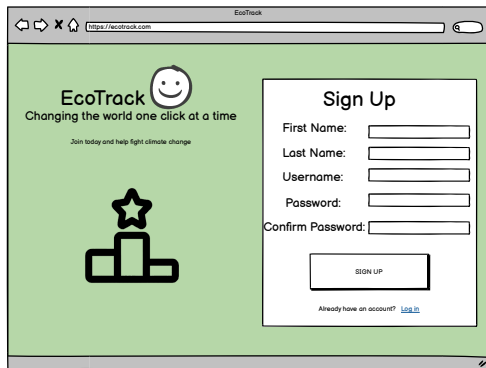 EcoTrack
https://ecotrack.com
EcoTrack
Changing the world one click at a time
Join today and help fight climate change
Sign Up
First Name:
Last Name:
Username:
Password:
Confirm Password:
SIGN UP
Already have an account? Log in